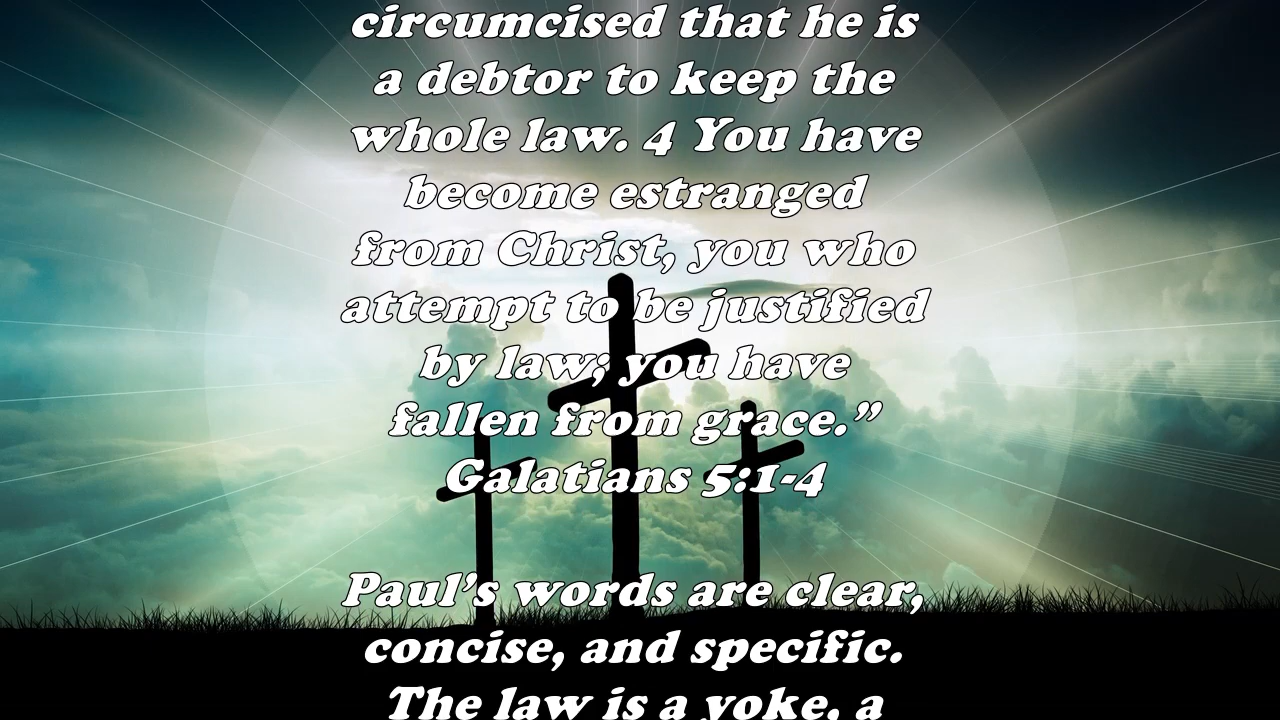 circumcised that he is
a debtor to keep the
whole law. 4 You have
become estranged
from Christ, you who
attempt to be justified
by law; you have
fallen from grace.”
Galatians 5:1-4
Paul’s words are clear,
concise, and specific.
The law is a yoke, a